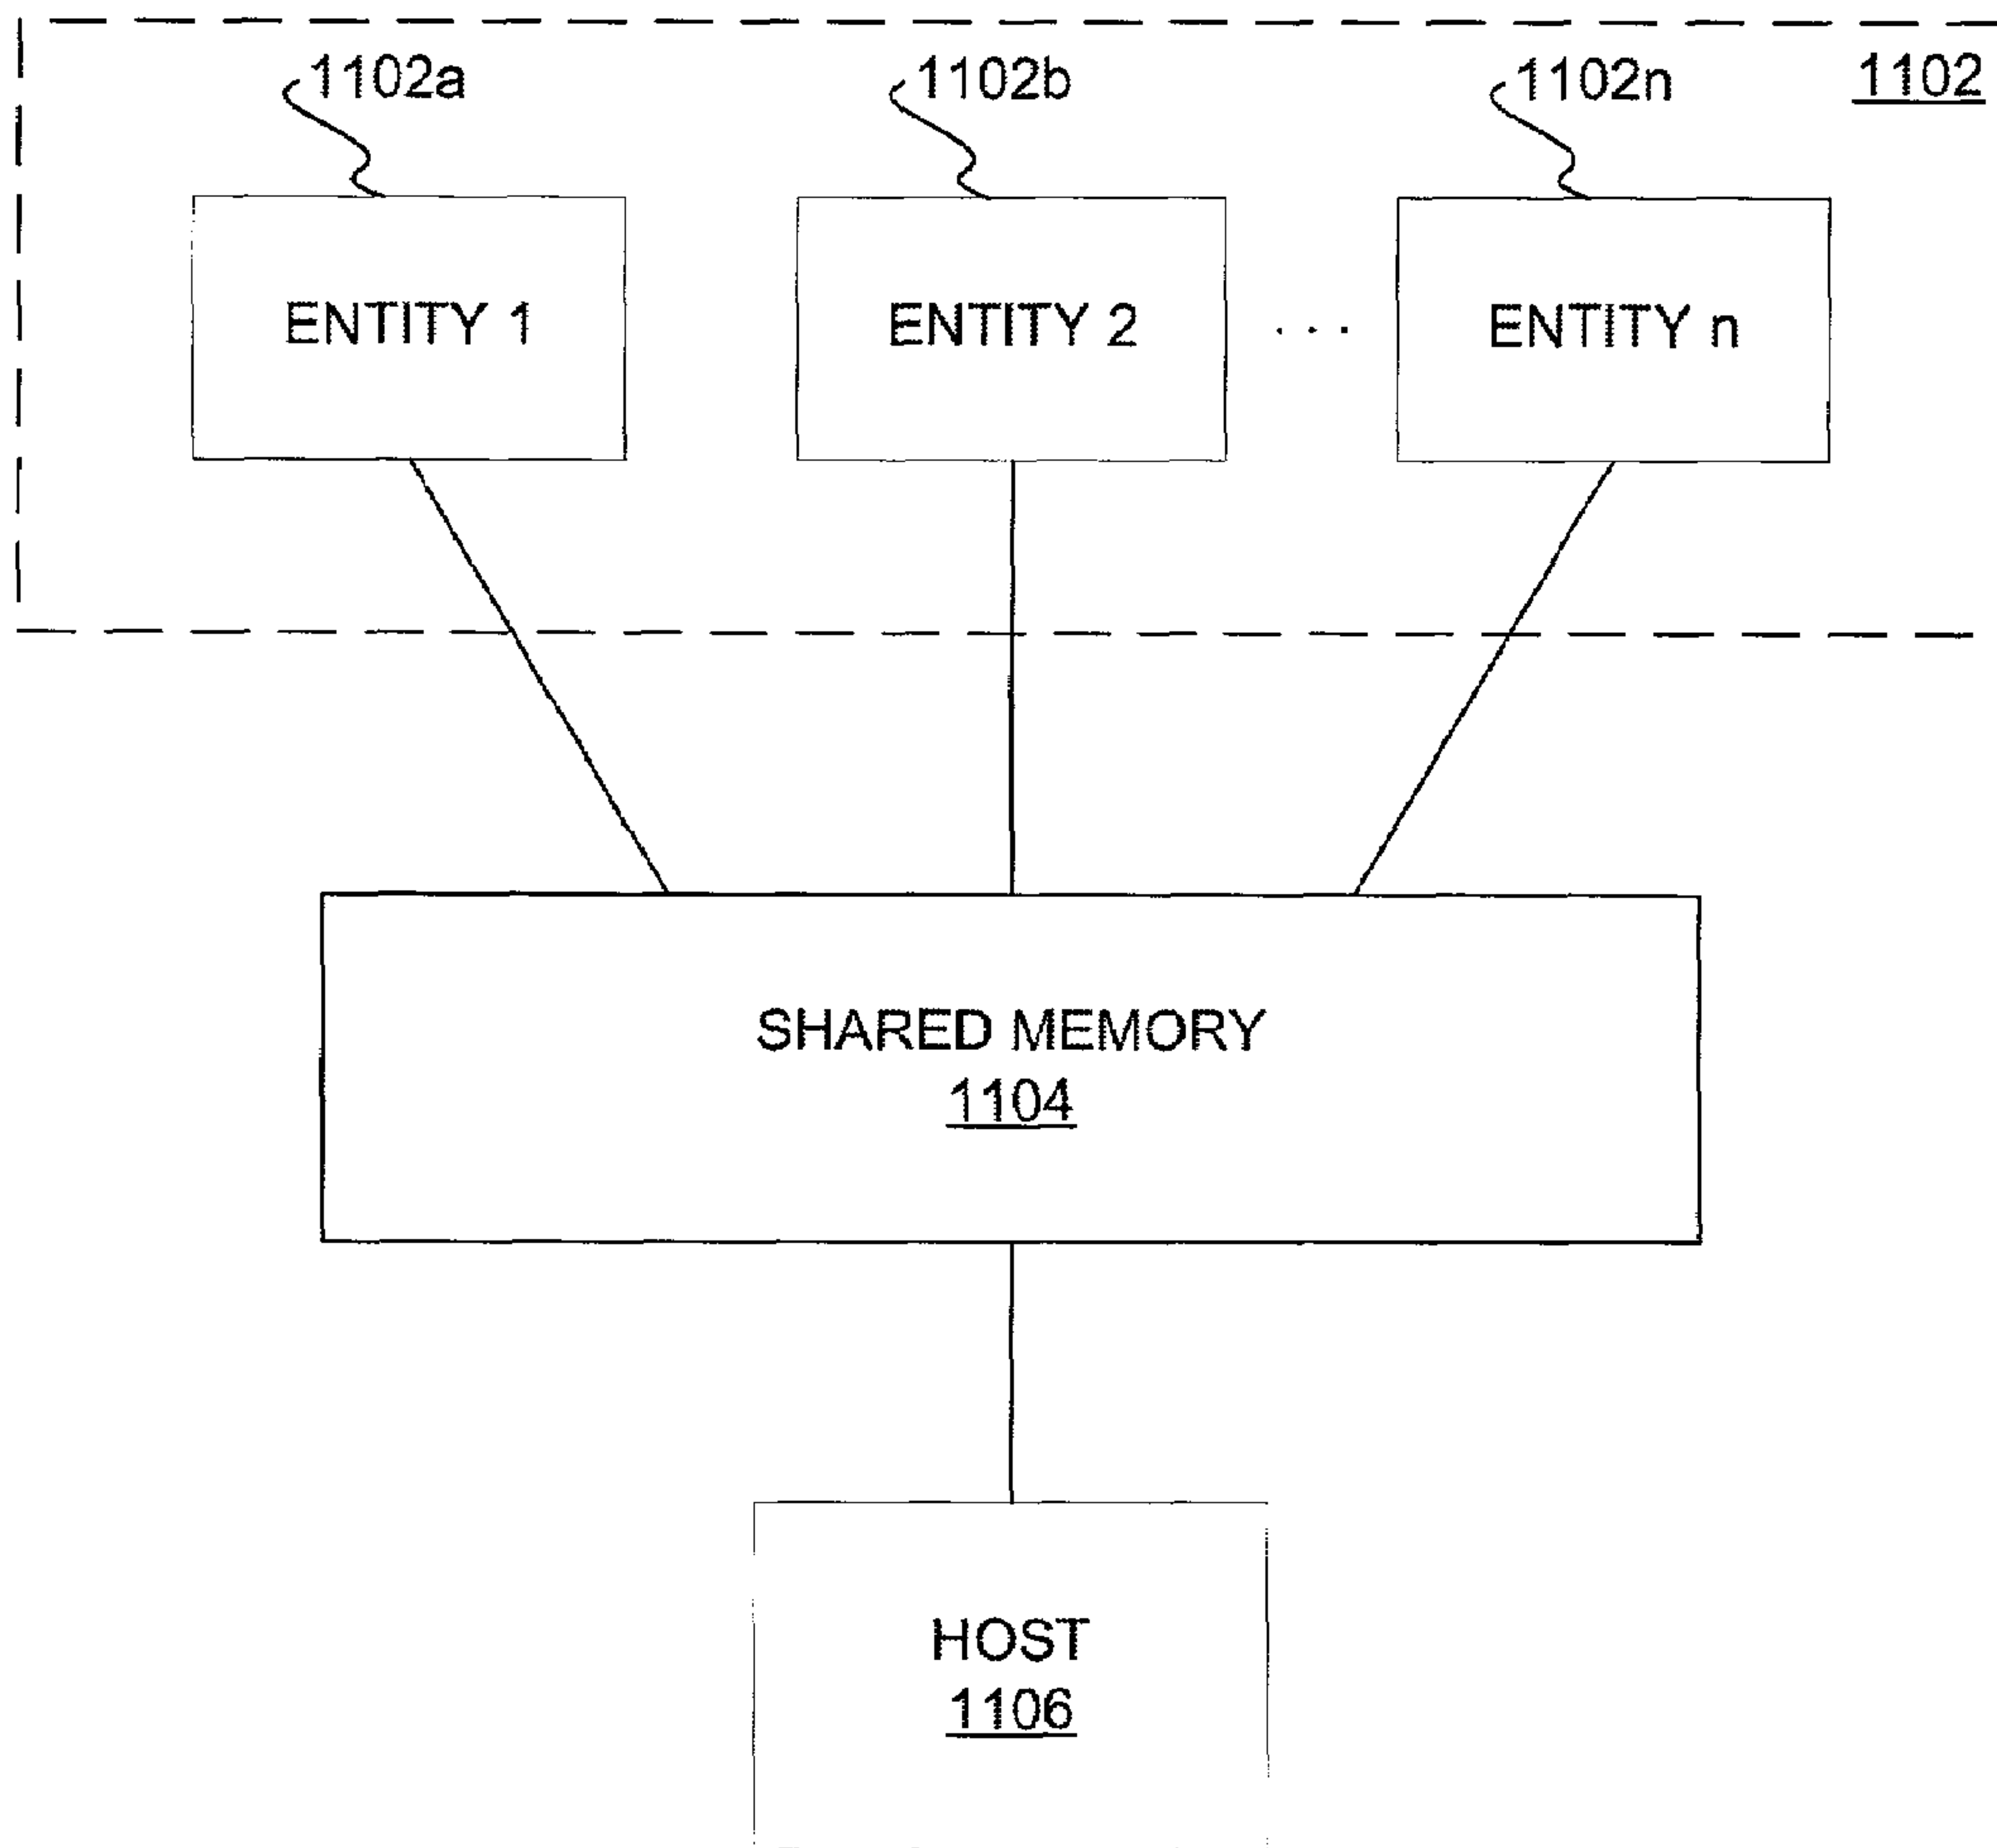 1102a 1102b 1102n 1102
ENTITY 1 ENTITY 2 ... ENTITY n
SHARED MEMORY
1104
HOST
1106